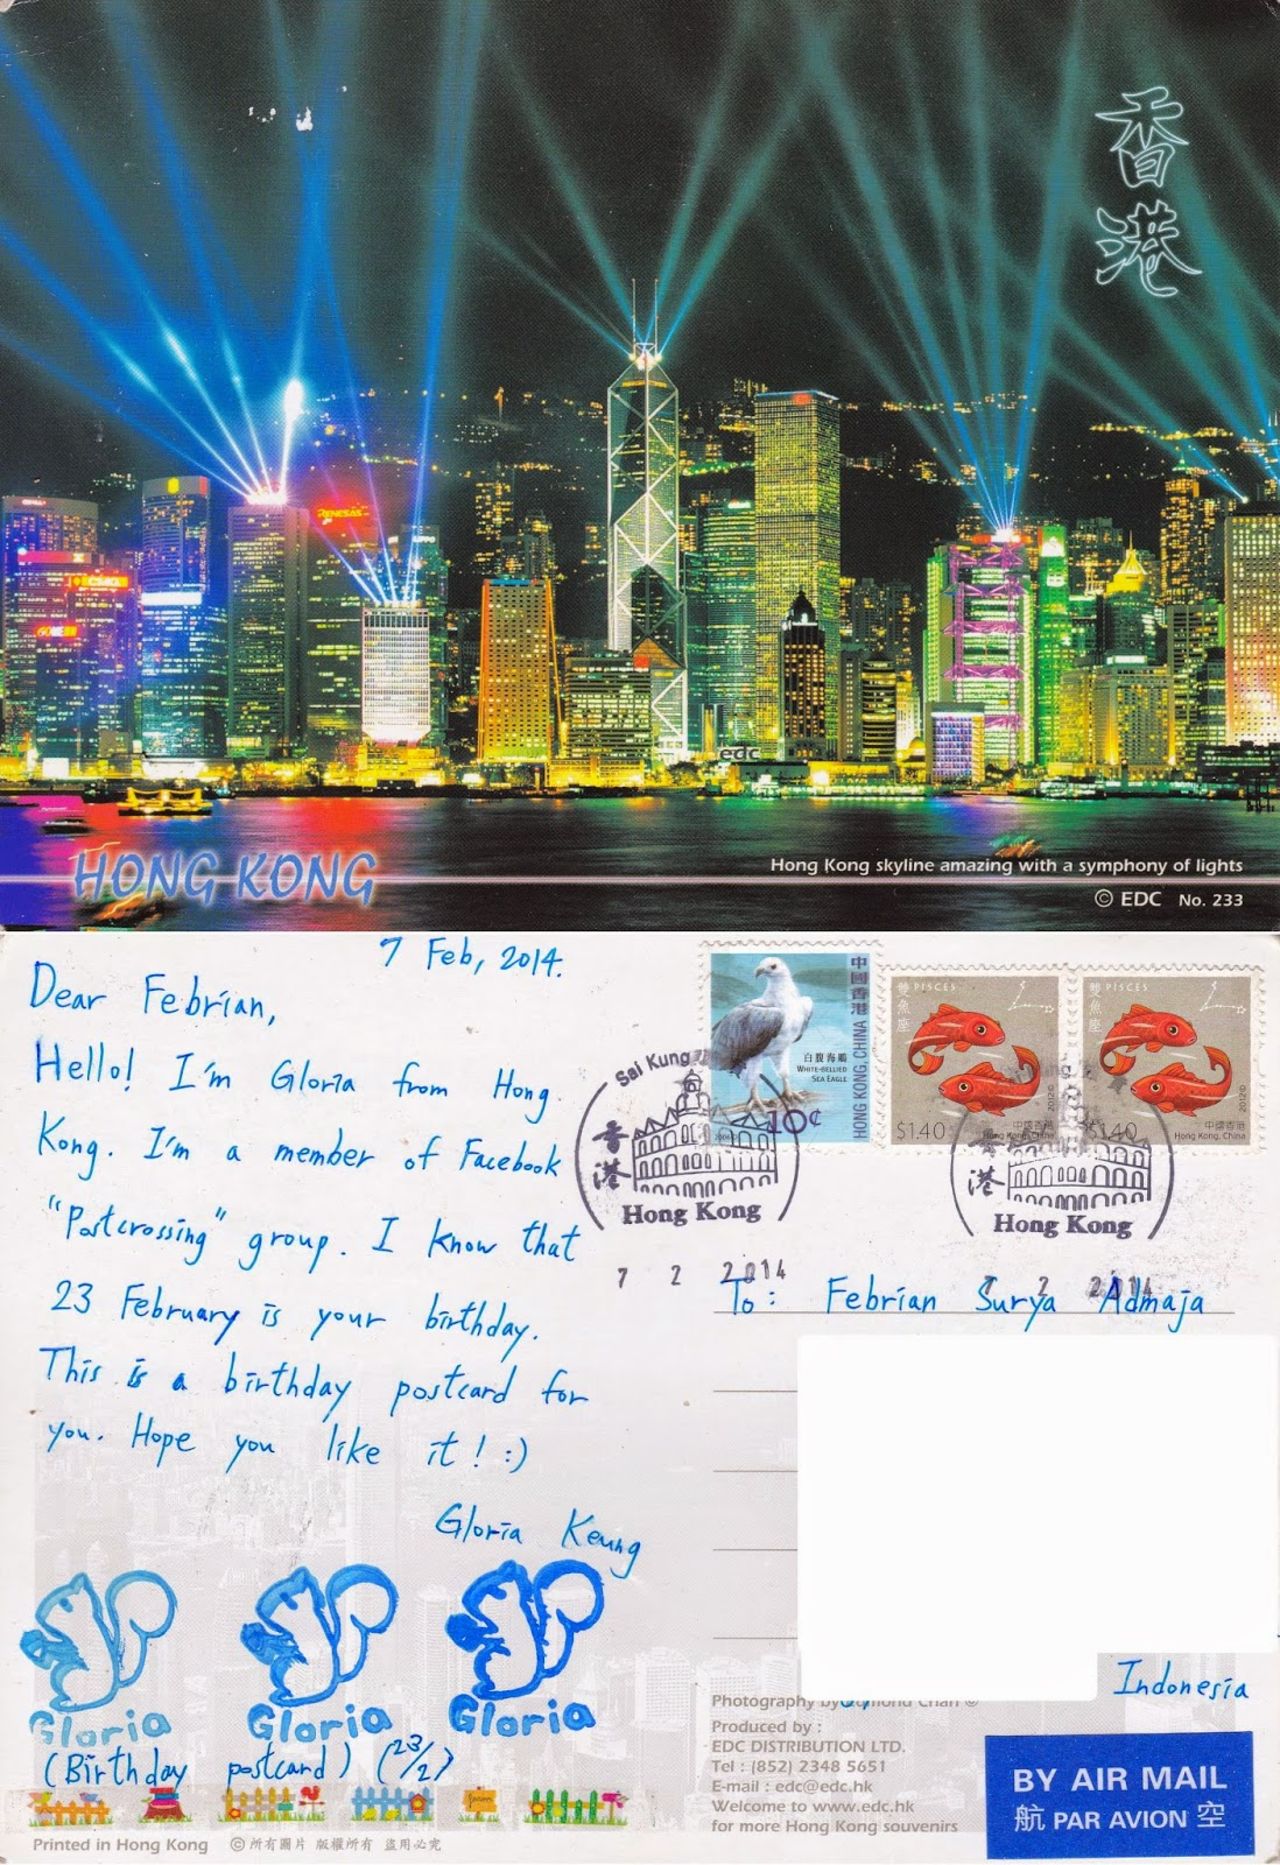 香港
RENESAS
edc
HONG KONG
Hong Kong skyline amazing with a symphony of lights
© EDC No. 233
7 Feb, 2014.
Dear Febrian,
Hello! I'm Gloria from Hong
Kong. I'm a member of Facebook
"Postcrossing" group. I know that
23 February is your birthday.
This is a birthday postcard for
you. Hope you like it! :)
Gloria Keung
Gloria Gloria Gloria
(Birthday postcard) (23/2)
Printed in Hong Kong © 所有圖片 版權所有 盜用必究
中國香港
HONG KONG, CHINA
白腹海鵰
WHITE-BELLIED
SEA EAGLE
10¢
雙魚座 PISCES
$1.40
中國香港
Hong Kong, China
雙魚座 PISCES
$1.40
中國香港
Hong Kong, China
Sai Kung
香港
Hong Kong
7 2 2014
香港
Hong Kong
7 2 2014
To: Febrian Surya Admaja
Indonesia
Photography by Edmond Chan ©
Produced by :
EDC DISTRIBUTION LTD.
Tel : (852) 2348 5651
E-mail : edc@edc.hk
Welcome to www.edc.hk
for more Hong Kong souvenirs
BY AIR MAIL
航 PAR AVION 空